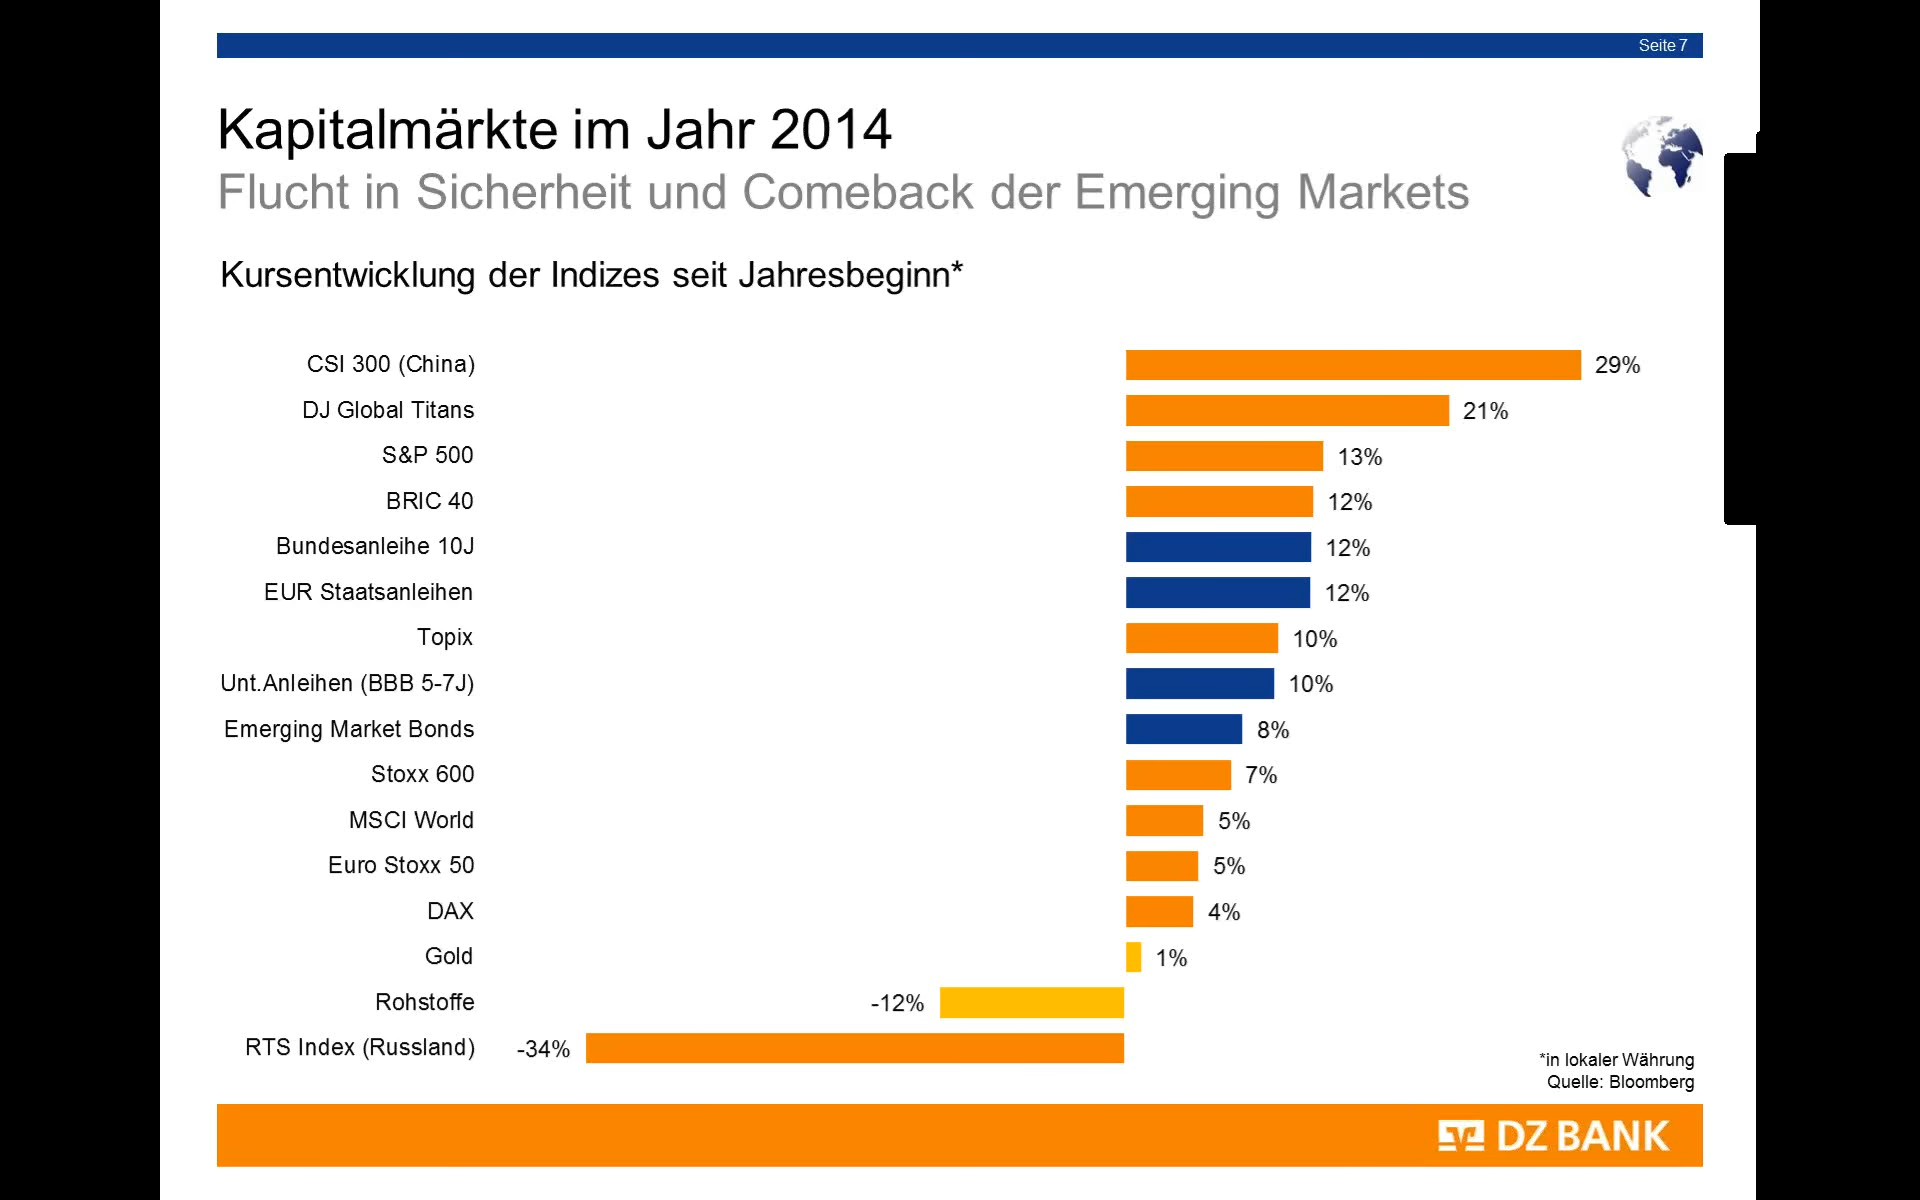 Seite 7
Kapitalmärkte im Jahr 2014
Flucht in Sicherheit und Comeback der Emerging Markets
Kursentwicklung der Indizes seit Jahresbeginn*
CSI 300 (China) 29%
DJ Global Titans 21%
S&P 500 13%
BRIC 40 12%
Bundesanleihe 10J 12%
EUR Staatsanleihen 12%
Topix 10%
Unt.Anleihen (BBB 5-7J) 10%
Emerging Market Bonds 8%
Stoxx 600 7%
MSCI World 5%
Euro Stoxx 50 5%
DAX 4%
Gold 1%
Rohstoffe -12%
RTS Index (Russland) -34%
*in lokaler Währung
Quelle: Bloomberg
DZ BANK